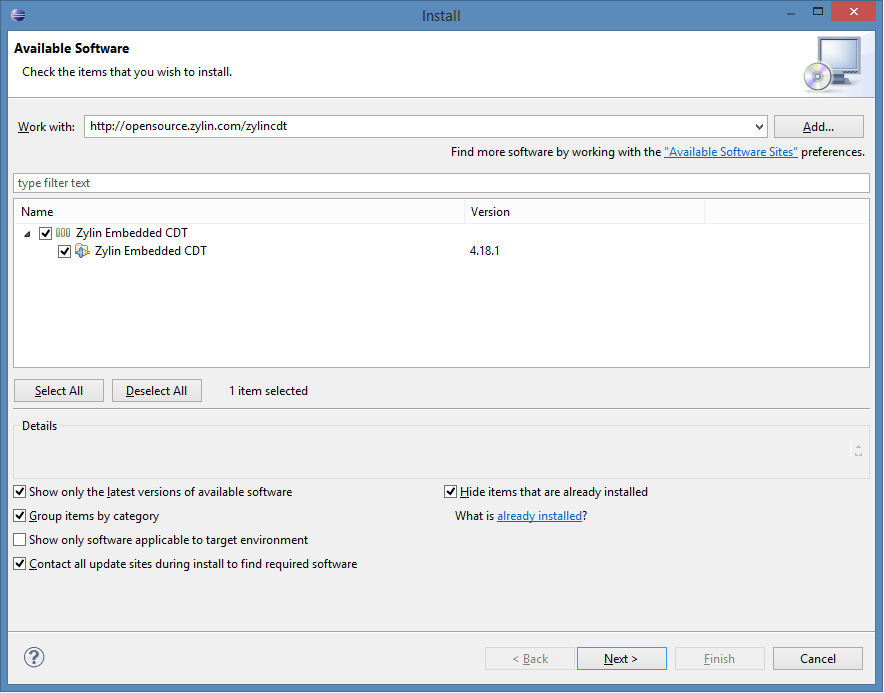 Install
Available Software
Check the items that you wish to install.
Work with: http://opensource.zylin.com/zylincdt Add...
Find more software by working with the "Available Software Sites" preferences.
type filter text
Name Version
Zylin Embedded CDT
Zylin Embedded CDT 4.18.1
Select All Deselect All 1 item selected
Details
Show only the latest versions of available software Hide items that are already installed
Group items by category What is already installed?
Show only software applicable to target environment
Contact all update sites during install to find required software
? < Back Next > Finish Cancel